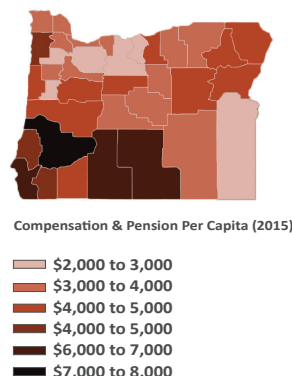 Compensation & Pension Per Capita (2015)
$2,000 to 3,000
$3,000 to 4,000
$4,000 to 5,000
$4,000 to 5,000
$6,000 to 7,000
$7,000 to 8,000